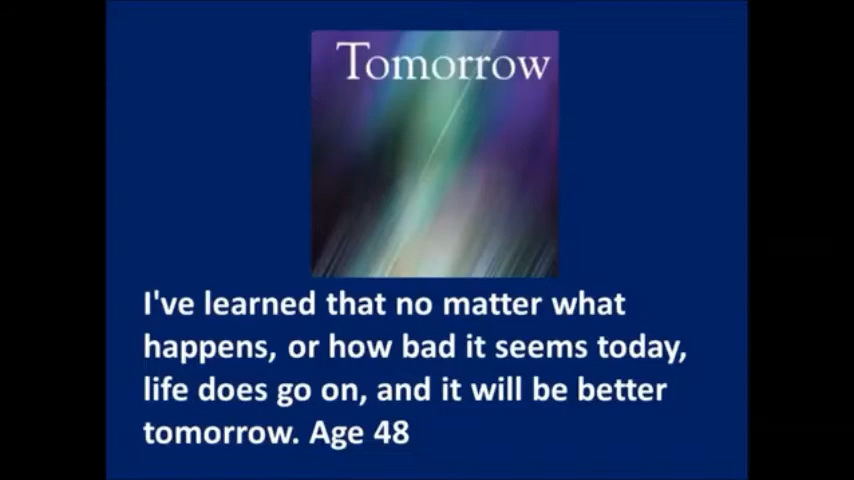 Tomorrow
I've learned that no matter what
happens, or how bad it seems today,
life does go on, and it will be better
tomorrow. Age 48